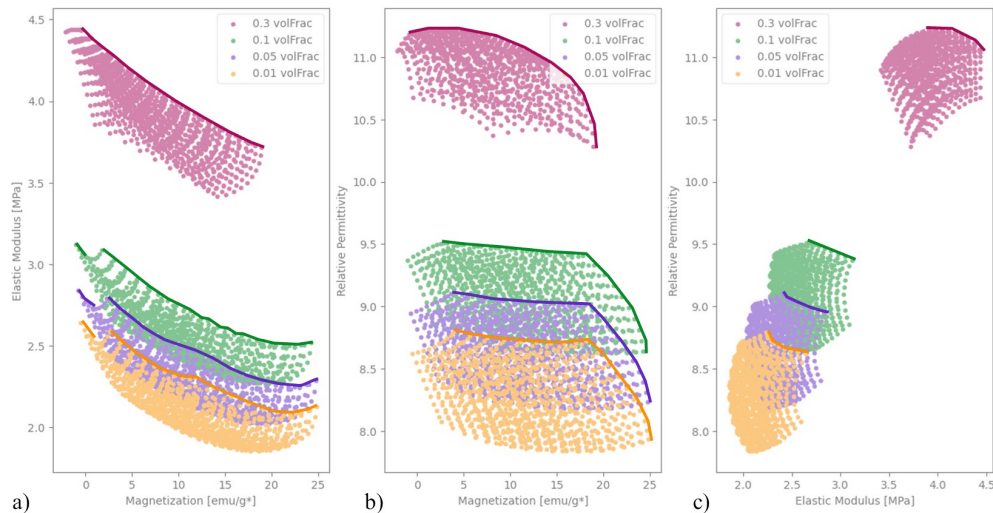 0.3 volFrac
0.1 volFrac
0.05 volFrac
0.01 volFrac
4.5
4.0
3.5
3.0
2.5
2.0
Elastic Modulus [MPa]
0
5
10
15
20
25
Magnetization [emu/g*]
a)
0.3 volFrac
0.1 volFrac
0.05 volFrac
0.01 volFrac
11.0
10.5
10.0
9.5
9.0
8.5
8.0
Relative Permittivity
0
5
10
15
20
25
Magnetization [emu/g*]
b)
0.3 volFrac
0.1 volFrac
0.05 volFrac
0.01 volFrac
11.0
10.5
10.0
9.5
9.0
8.5
8.0
Relative Permittivity
2.0
2.5
3.0
3.5
4.0
4.5
Elastic Modulus [MPa]
c)